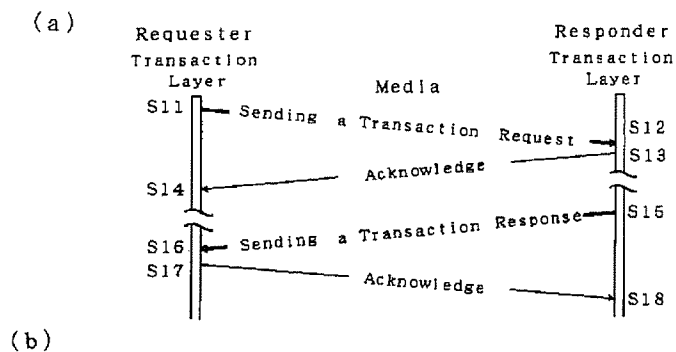 (a)
Requester
Transaction
Layer
Media
Responder
Transaction
Layer
S11
Sending a Transaction Request
S12
S13
Acknowledge
S14
Sending a Transaction Response
S15
S16
S17
Acknowledge
S18
(b)